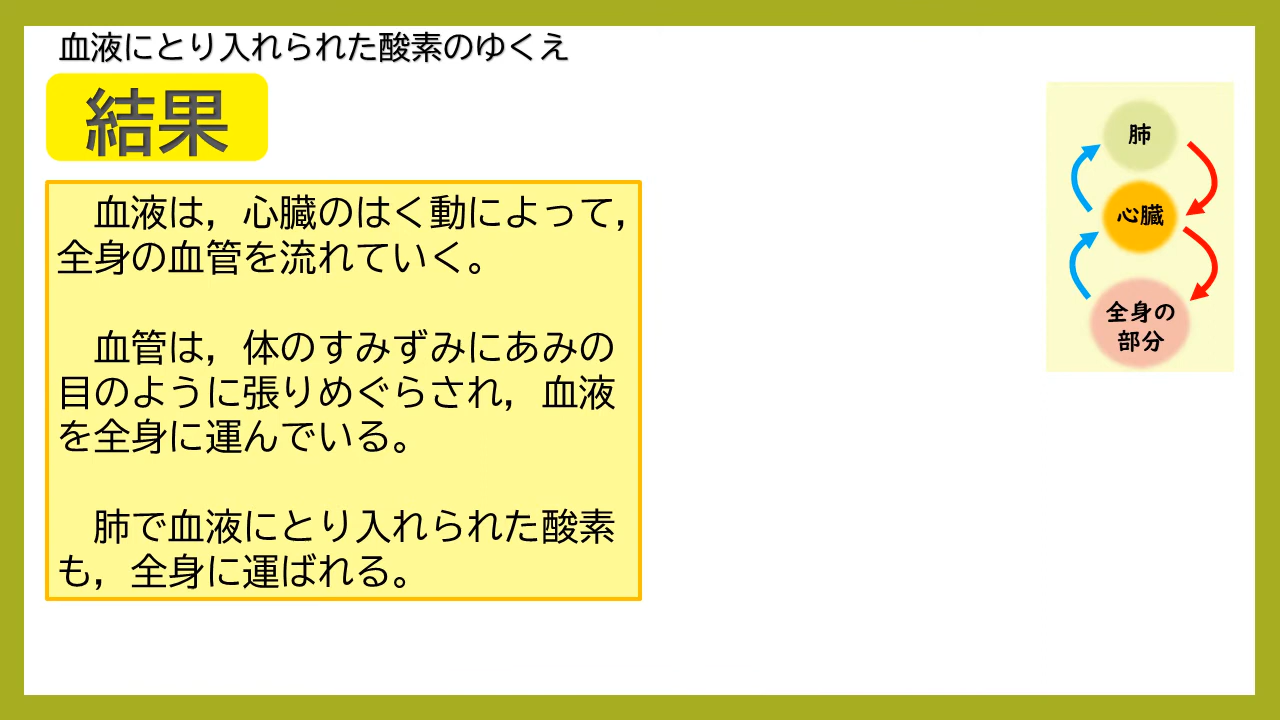 血液にとり入れられた酸素のゆくえ
結果
血液は，心臓のはく動によって，
全身の血管を流れていく。
血管は，体のすみずみにあみの
目のように張りめぐらされ，血液
を全身に運んでいる。
肺で血液にとり入れられた酸素
も，全身に運ばれる。
肺
心臓
全身の
部分